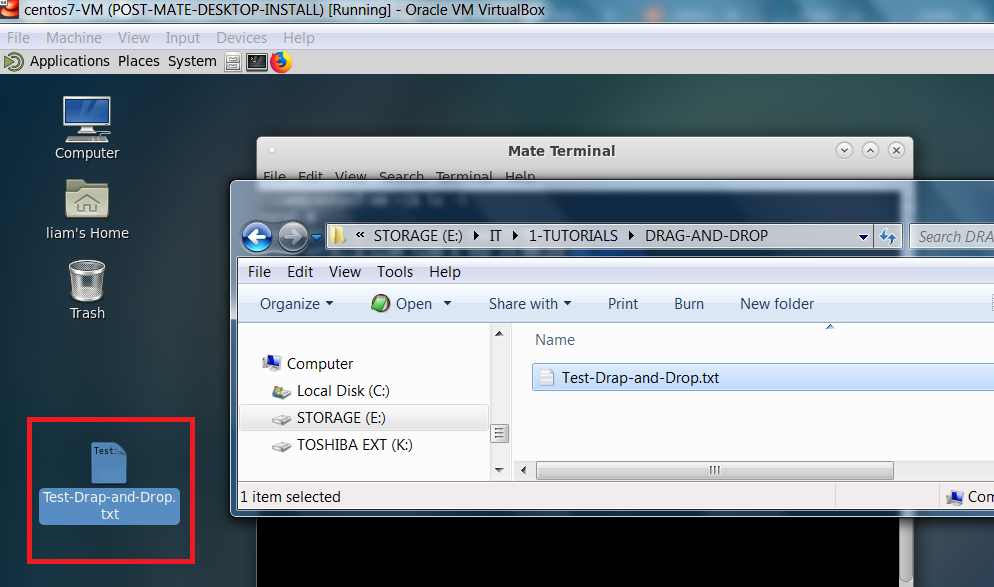 centos7-VM (POST-MATE-DESKTOP-INSTALL) [Running] - Oracle VM VirtualBox
File Machine View Input Devices Help
Applications Places System
Computer
liam's Home
Trash
Test:
Test-Drap-and-Drop.
txt
Mate Terminal
File Edit View Search Terminal Help
« STORAGE (E:) IT 1-TUTORIALS DRAG-AND-DROP
Search DRA
File Edit View Tools Help
Organize Open Share with Print Burn New folder
Computer
Local Disk (C:)
STORAGE (E:)
TOSHIBA EXT (K:)
Name
Test-Drap-and-Drop.txt
1 item selected
Com